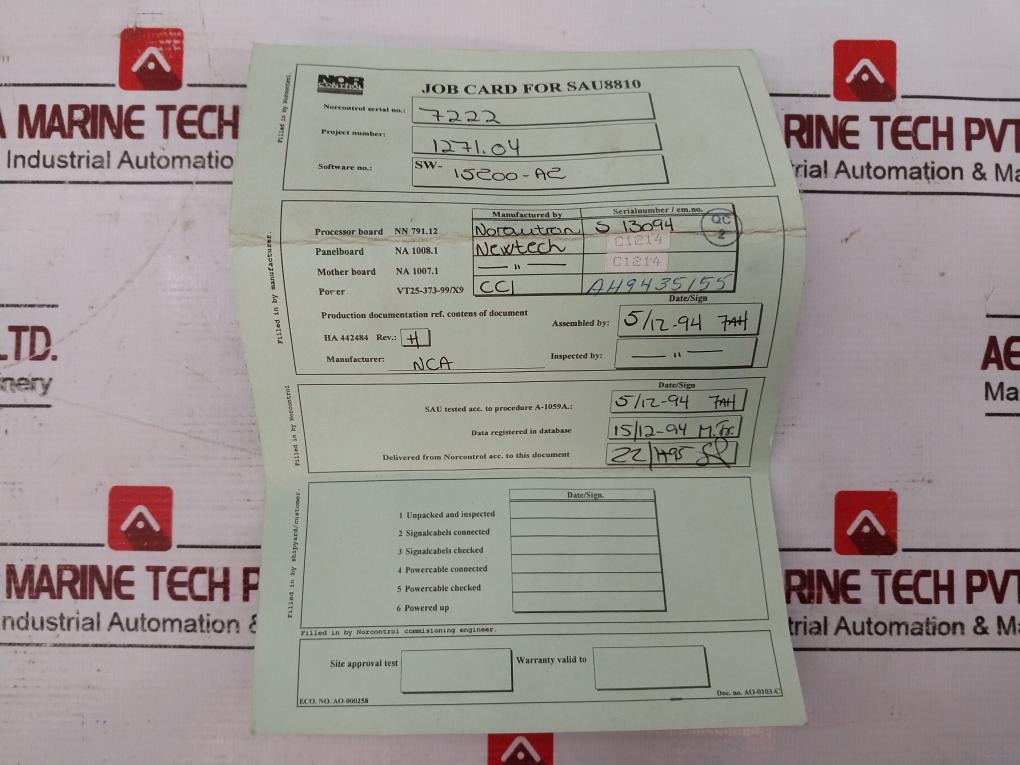 NOR
CONTROL
JOB CARD FOR SAU8810
Filled in by Norcontrol.
Norcontrol serial no.: 7222
Project number: 1271.04
Software no.: SW- 15200-A2
Filled in by manufacturer.
Manufactured by Serialnumber / em.no.
Processor board NN 791.12 Norautron S 13094
QC
2
Panelboard NA 1008.1 Newtech C1214
Mother board NA 1007.1 — " — C1214
Power VT25-373-99/X9 CCI AH9435155
Date/Sign
Production documentation ref. contens of document
Assembled by: 5/12-94 TAH
HA 442484 Rev.: H
Manufacturer: NCA
Inspected by: — " —
Filled in by Norcontrol
Date/Sign
SAU tested acc. to procedure A-1059A.: 5/12-94 TAH
Data registered in database 15/12-94
Delivered from Norcontrol acc. to this document
Filled in by shipyard/customer.
Date/Sign.
1 Unpacked and inspected
2 Signalcabels connected
3 Signalcabels checked
4 Powercable connected
5 Powercable checked
6 Powered up
Filled in by Norcontrol commisioning engineer.
Site approval test
Warranty valid to
ECO. NO. AO-000258
Doc. no. AO-0103-C
A MARINE TECH
Industrial Automatio
RINE TECH PVT
rial Automation & Ma
LTD.
nery
AE
Ma
MARINE TECH P
ndustrial Automation &
RINE TECH PVT
trial Automation & M